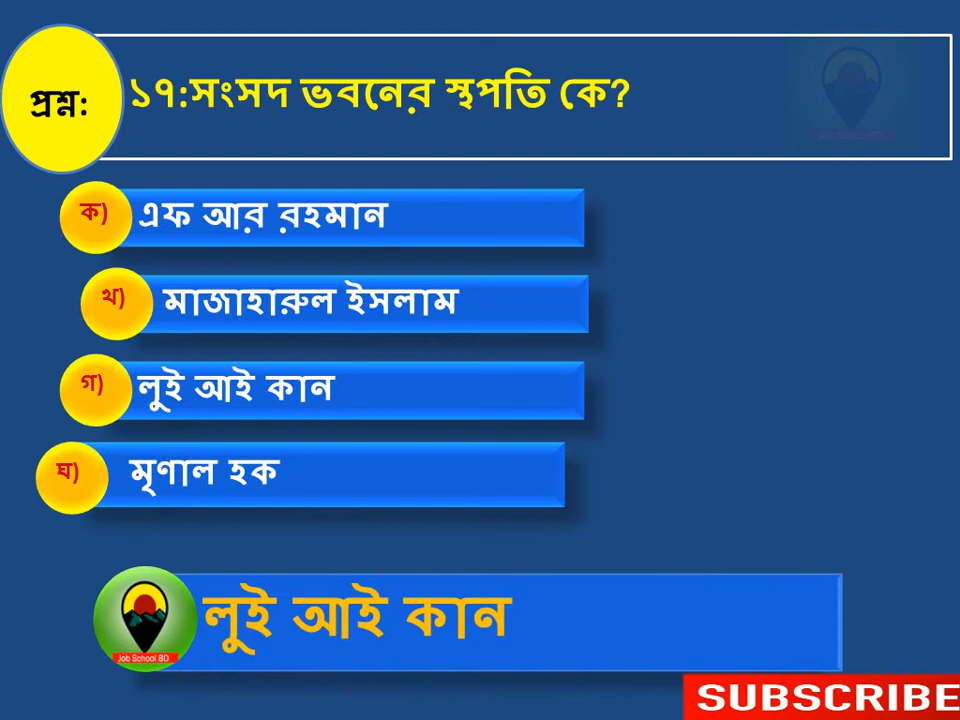 প্রশ্ন:
১৭:সংসদ ভবনের স্থপতি কে?
ক) এফ আর রহমান
খ) মাজাহারুল ইসলাম
গ) লুই আই কান
ঘ) মৃণাল হক
লুই আই কান
Job School BD
SUBSCRIBE